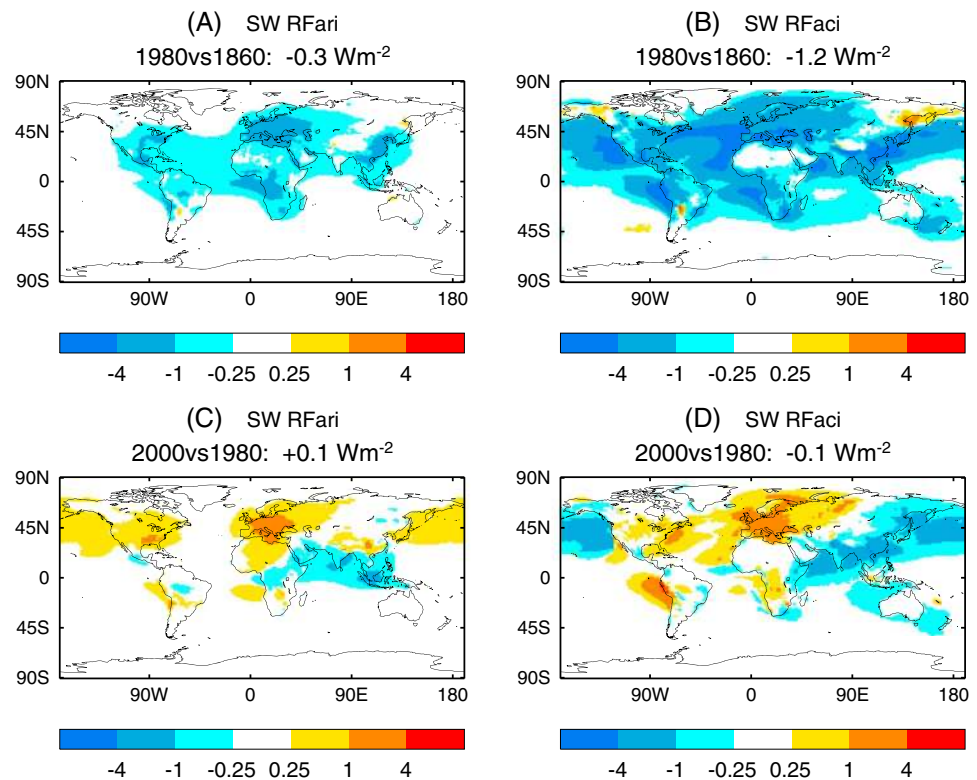 (A) SW RFari
1980vs1860: -0.3 Wm-2
90N
45N
0
45S
90S
90W 0 90E 180
-4 -1 -0.25 0.25 1 4
(B) SW RFaci
1980vs1860: -1.2 Wm-2
90N
45N
0
45S
90S
90W 0 90E 180
-4 -1 -0.25 0.25 1 4
(C) SW RFari
2000vs1980: +0.1 Wm-2
90N
45N
0
45S
90S
90W 0 90E 180
-4 -1 -0.25 0.25 1 4
(D) SW RFaci
2000vs1980: -0.1 Wm-2
90N
45N
0
45S
90S
90W 0 90E 180
-4 -1 -0.25 0.25 1 4